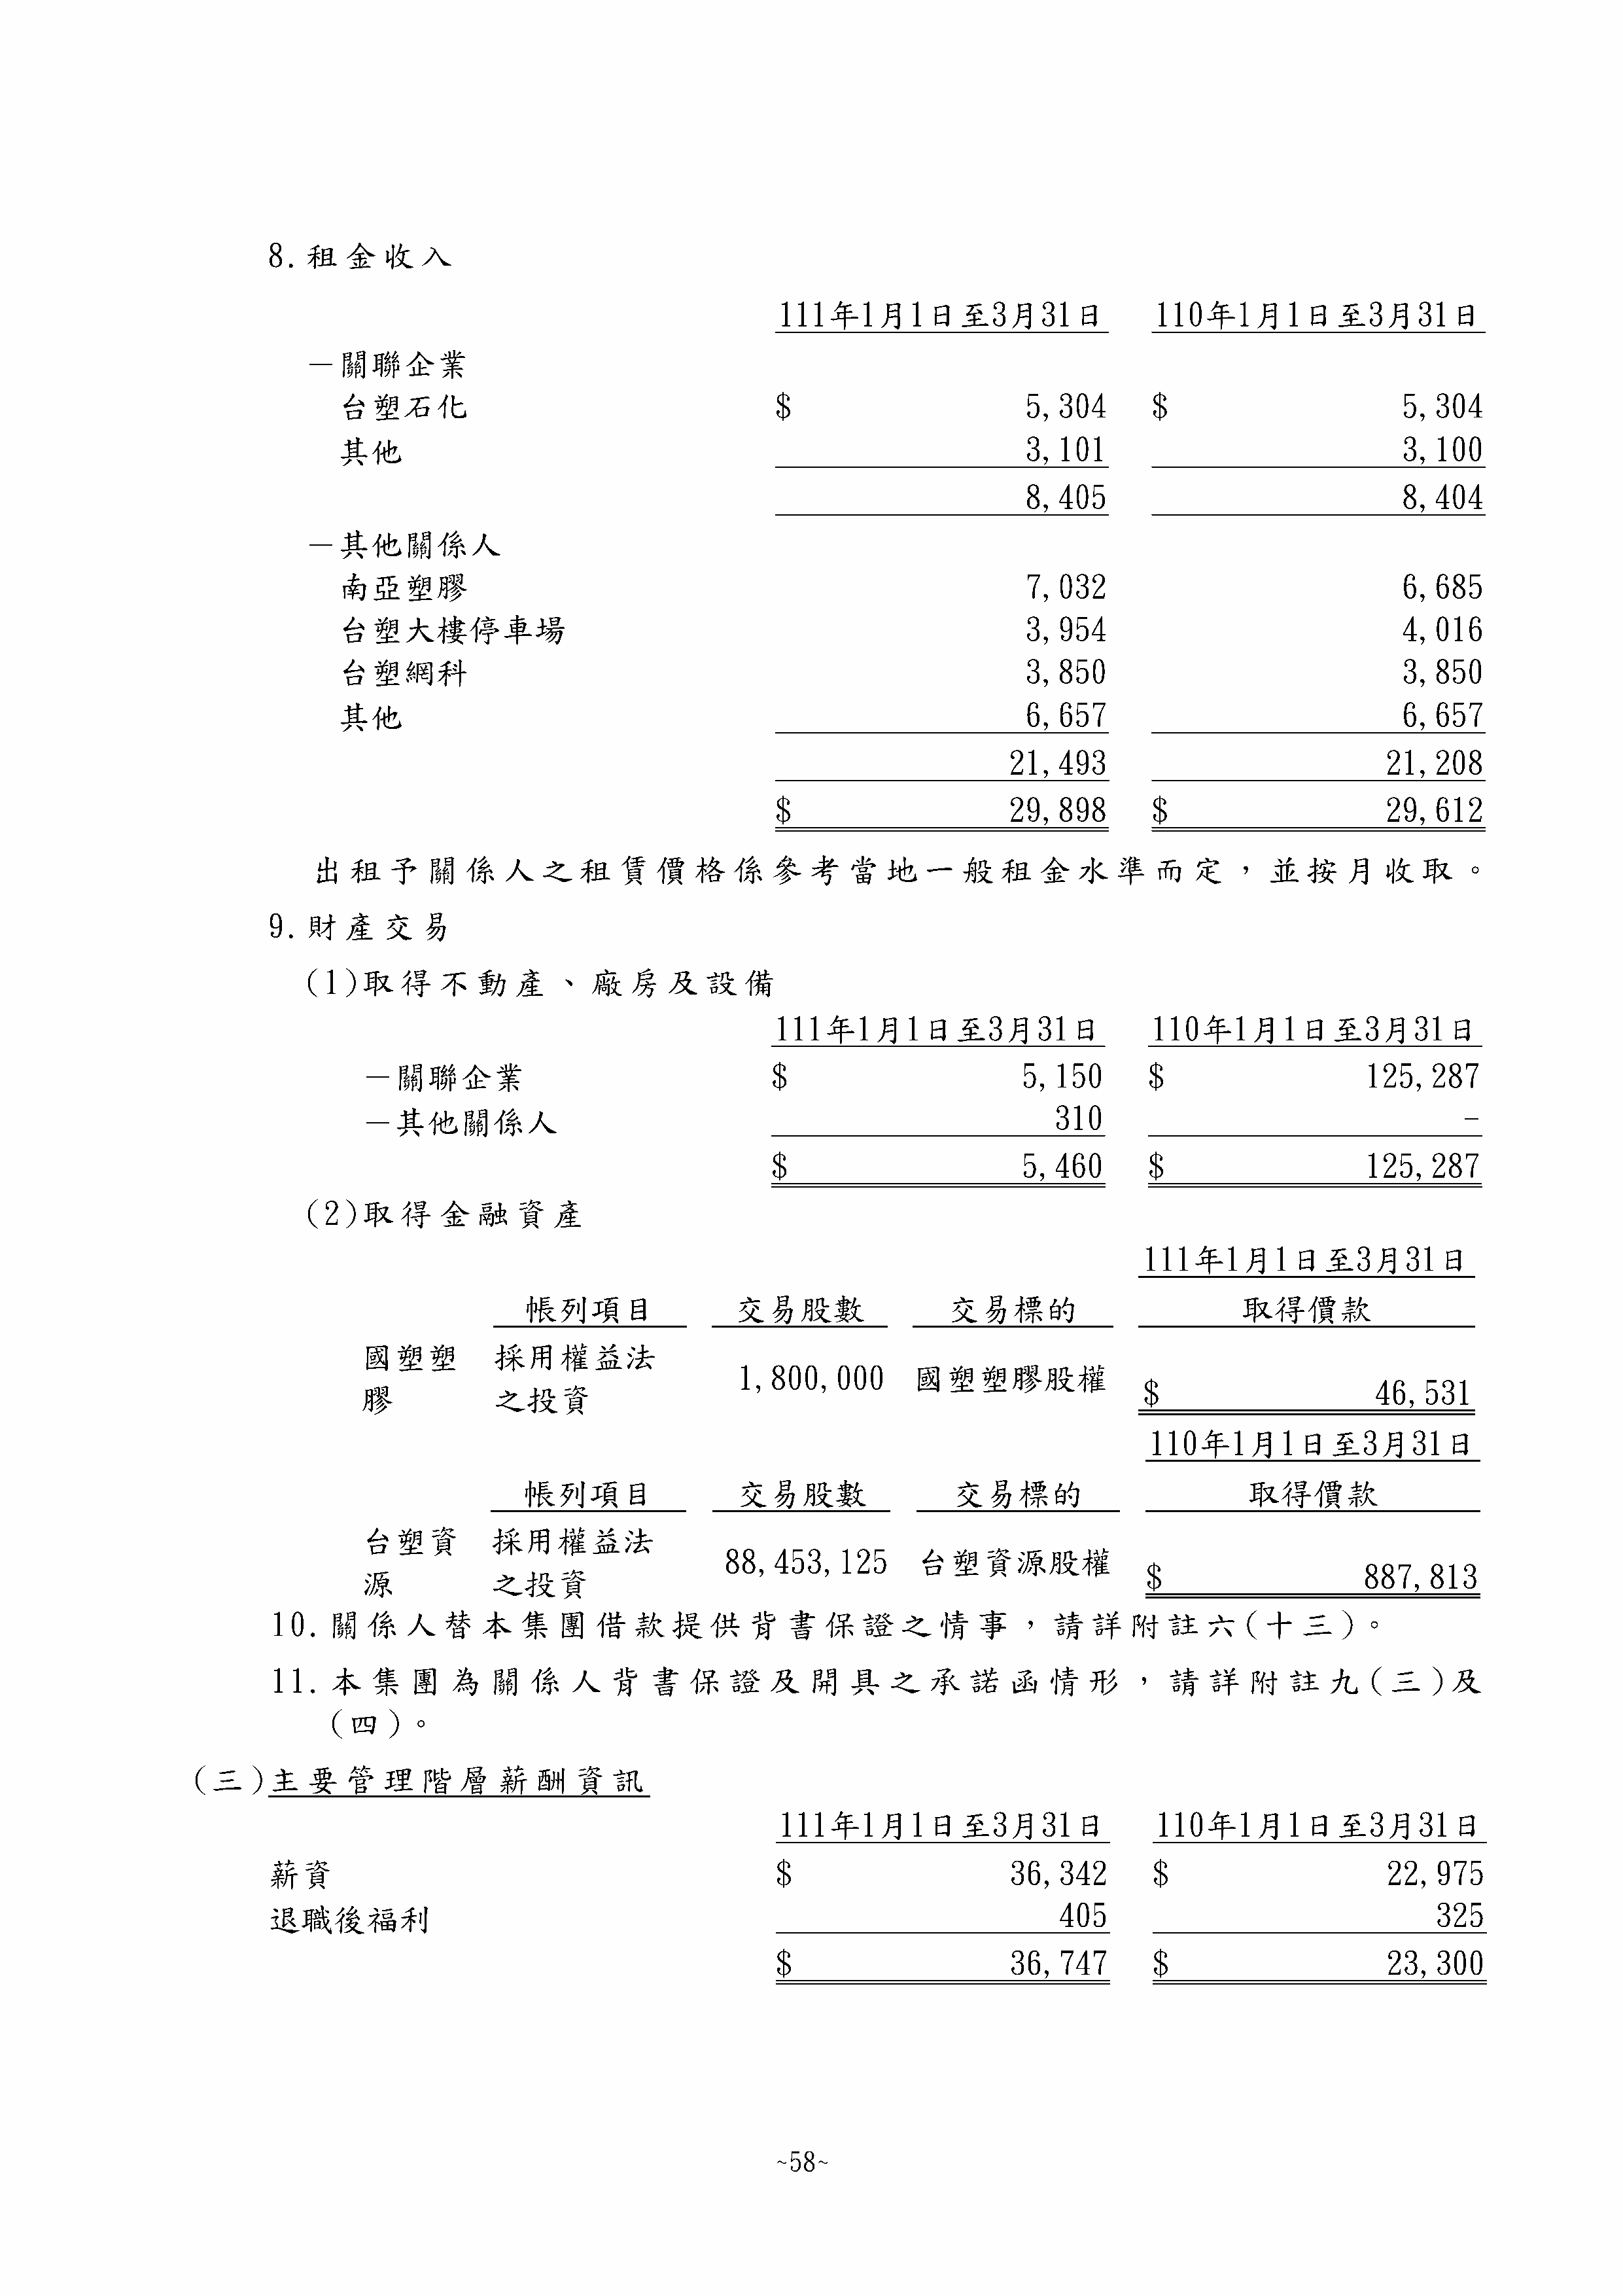 8.租金收入
111年1月1日至3月31日 110年1月1日至3月31日
－關聯企業
台塑石化 $ 5,304 $ 5,304
其他 3,101 3,100
8,405 8,404
－其他關係人
南亞塑膠 7,032 6,685
台塑大樓停車場 3,954 4,016
台塑網科 3,850 3,850
其他 6,657 6,657
21,493 21,208
$ 29,898 $ 29,612
出租予關係人之租賃價格係參考當地一般租金水準而定，並按月收取。
9.財產交易
(1)取得不動產、廠房及設備
111年1月1日至3月31日 110年1月1日至3月31日
－關聯企業 $ 5,150 $ 125,287
－其他關係人 310 -
$ 5,460 $ 125,287
(2)取得金融資產
111年1月1日至3月31日
帳列項目 交易股數 交易標的 取得價款
國塑塑 採用權益法
1,800,000 國塑塑膠股權 $ 46,531
膠 之投資
110年1月1日至3月31日
帳列項目 交易股數 交易標的 取得價款
台塑資 採用權益法
88,453,125 台塑資源股權 $ 887,813
源 之投資
10.關係人替本集團借款提供背書保證之情事，請詳附註六(十三)。
11.本集團為關係人背書保證及開具之承諾函情形，請詳附註九(三)及
(四)。
(三)主要管理階層薪酬資訊
111年1月1日至3月31日 110年1月1日至3月31日
薪資 $ 36,342 $ 22,975
退職後福利 405 325
$ 36,747 $ 23,300
~58~